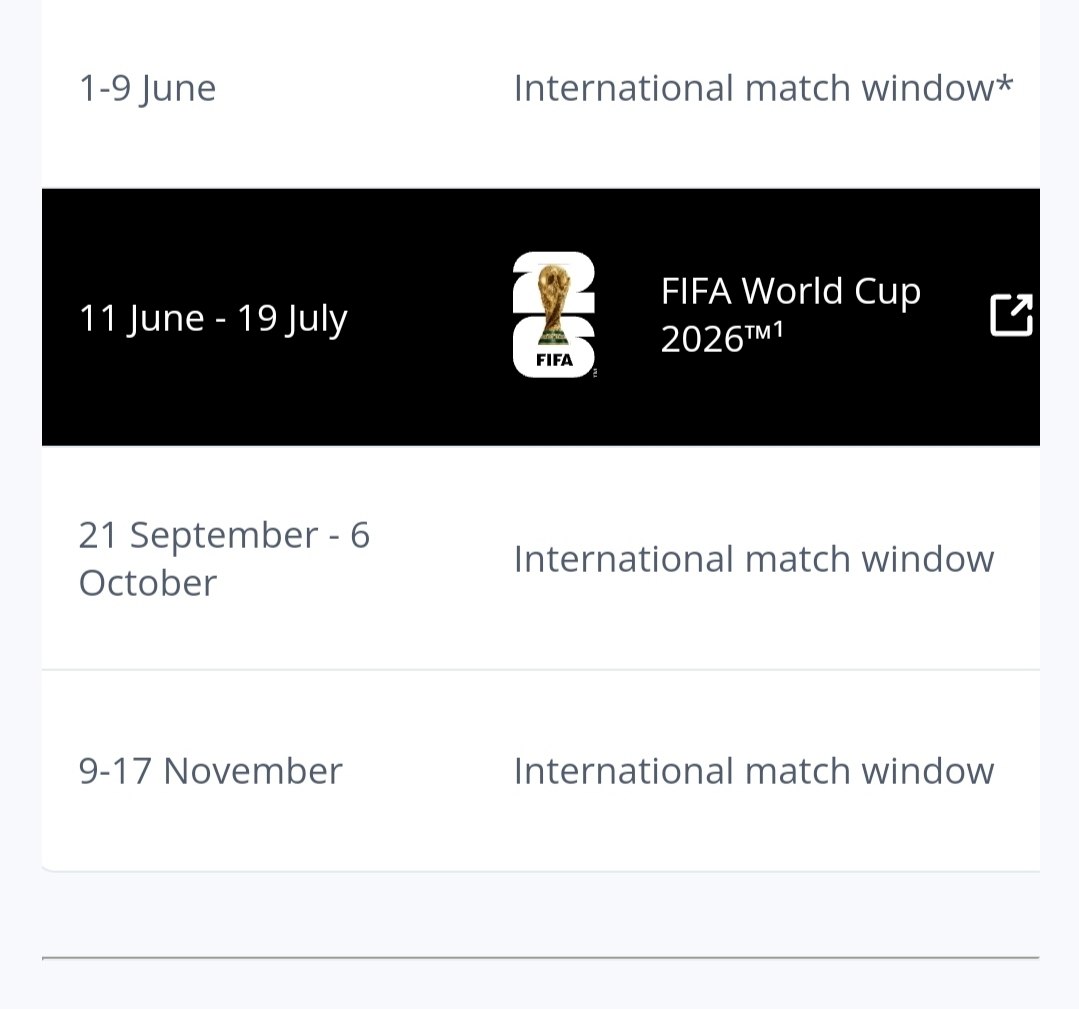 1-9 June
International match window*
11 June - 19 July
FIFA
™
FIFA World Cup
2026™¹
21 September - 6
October
International match window
9-17 November
International match window